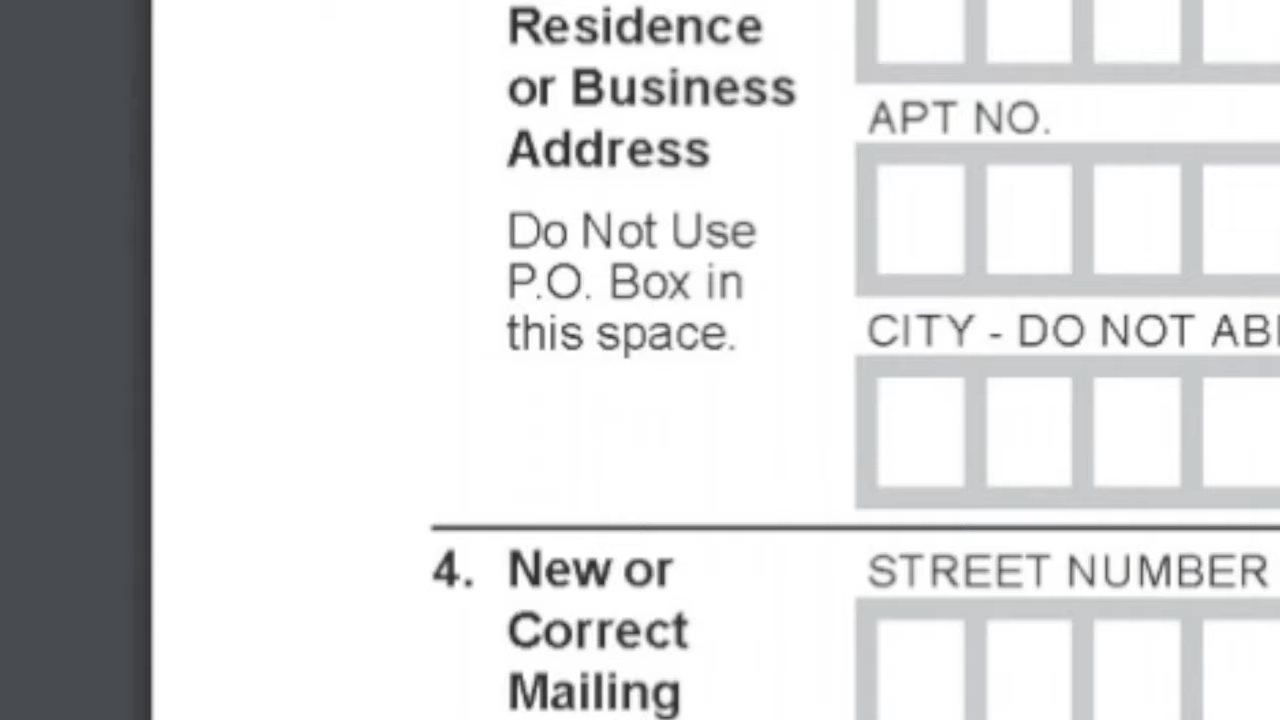 Residence
or Business
Address
Do Not Use
P.O. Box in
this space.
APT NO.
CITY - DO NOT
4. New or
Correct
Mailing
STREET NUMBER